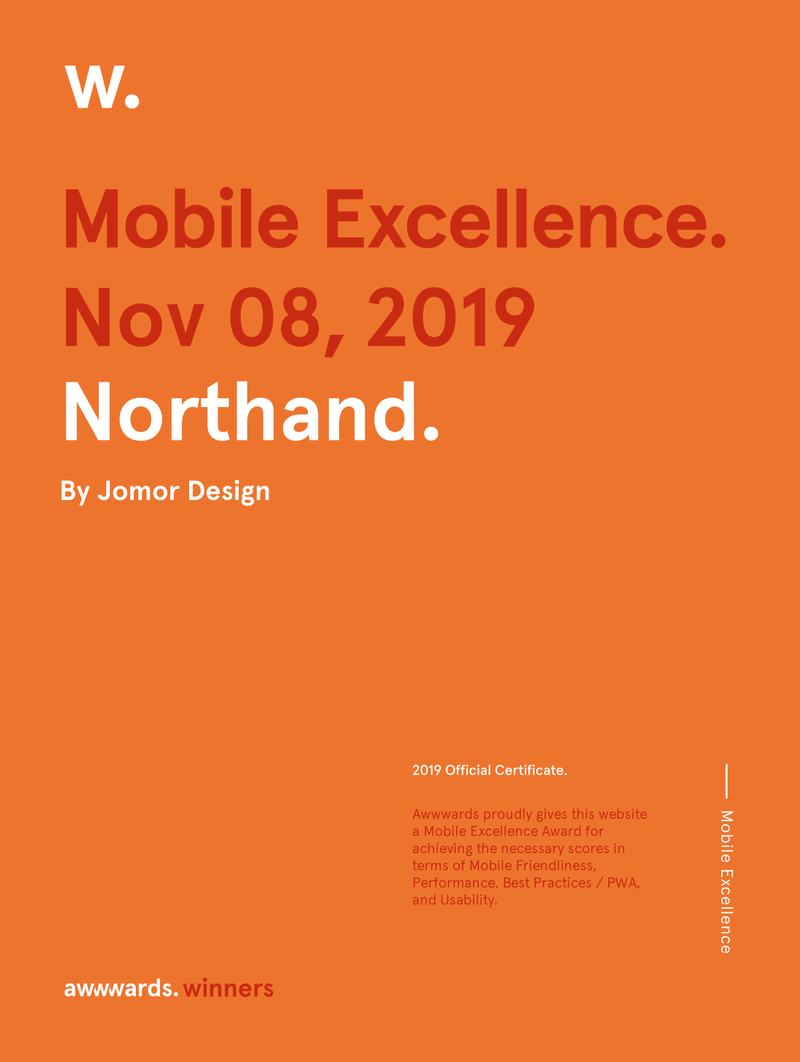 w.
Mobile Excellence.
Nov 08, 2019
Northand.
By Jomor Design
2019 Official Certificate.
Awwwards proudly gives this website
a Mobile Excellence Award for
achieving the necessary scores in
terms of Mobile Friendliness,
Performance, Best Practices / PWA,
and Usability.
Mobile Excellence
awwwards.winners